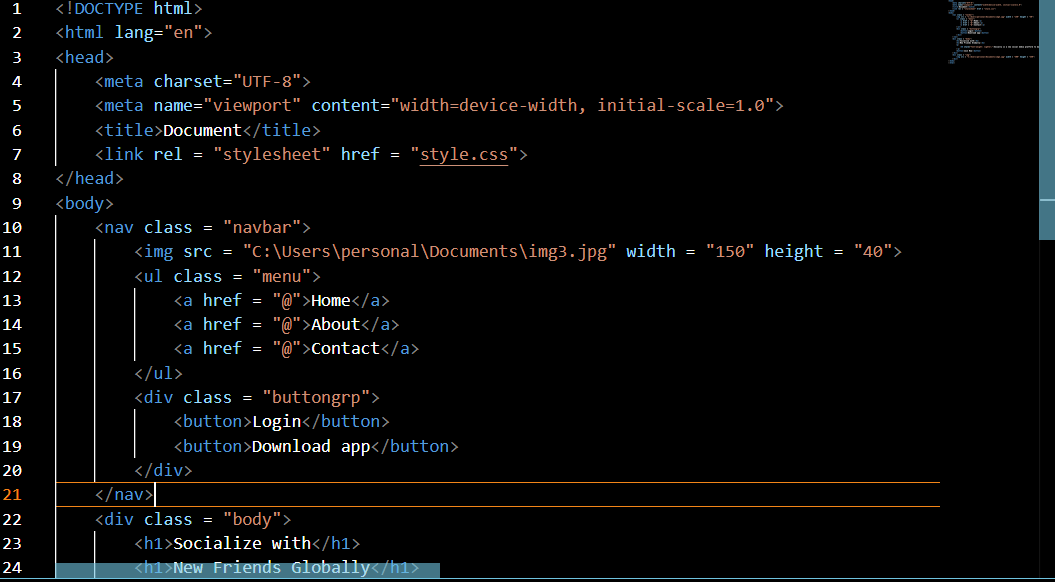 1 <!DOCTYPE html>
2 <html lang="en">
3 <head>
4 <meta charset="UTF-8">
5 <meta name="viewport" content="width=device-width, initial-scale=1.0">
6 <title>Document</title>
7 <link rel = "stylesheet" href = "style.css">
8 </head>
9 <body>
10 <nav class = "navbar">
11 <img src = "C:\Users\personal\Documents\img3.jpg" width = "150" height = "40">
12 <ul class = "menu">
13 <a href = "@">Home</a>
14 <a href = "@">About</a>
15 <a href = "@">Contact</a>
16 </ul>
17 <div class = "buttongrp">
18 <button>Login</button>
19 <button>Download app</button>
20 </div>
21 </nav>
22 <div class = "body">
23 <h1>Socialize with</h1>
24 <h1>New Friends Globally</h1>